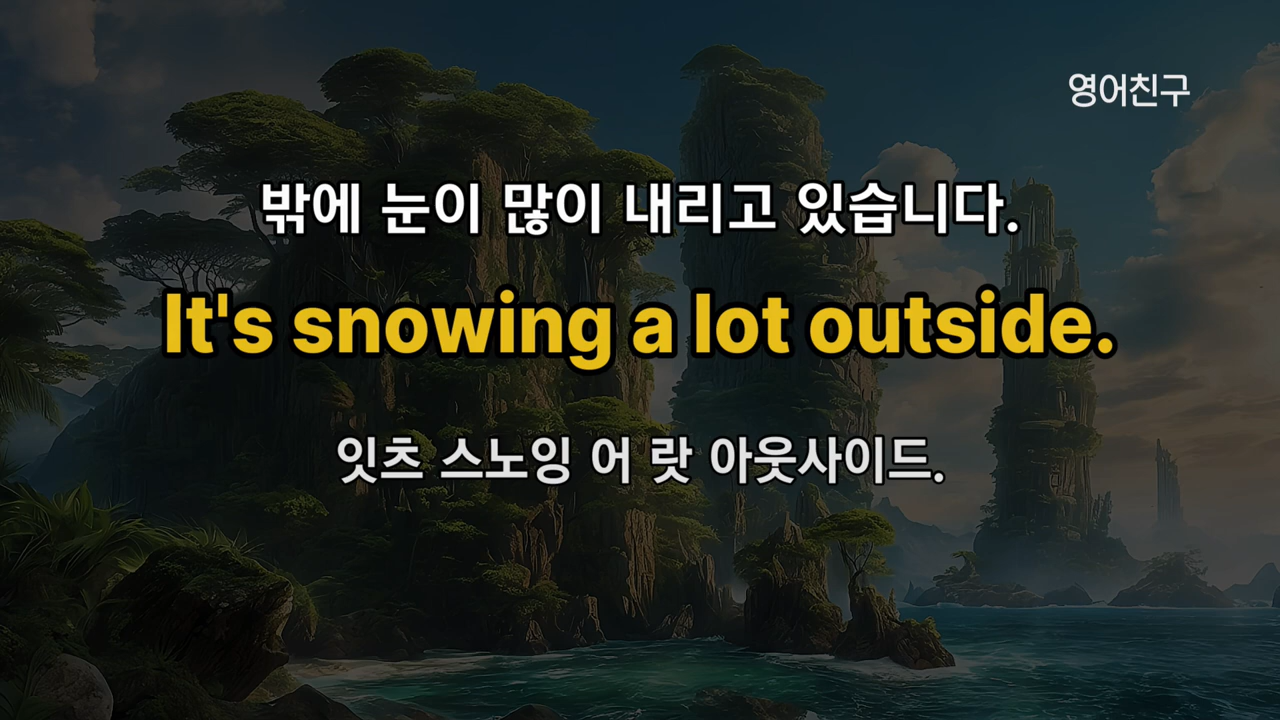 영어친구
밖에 눈이 많이 내리고 있습니다.
It's snowing a lot outside.
잇츠 스노잉 어 랏 아웃사이드.